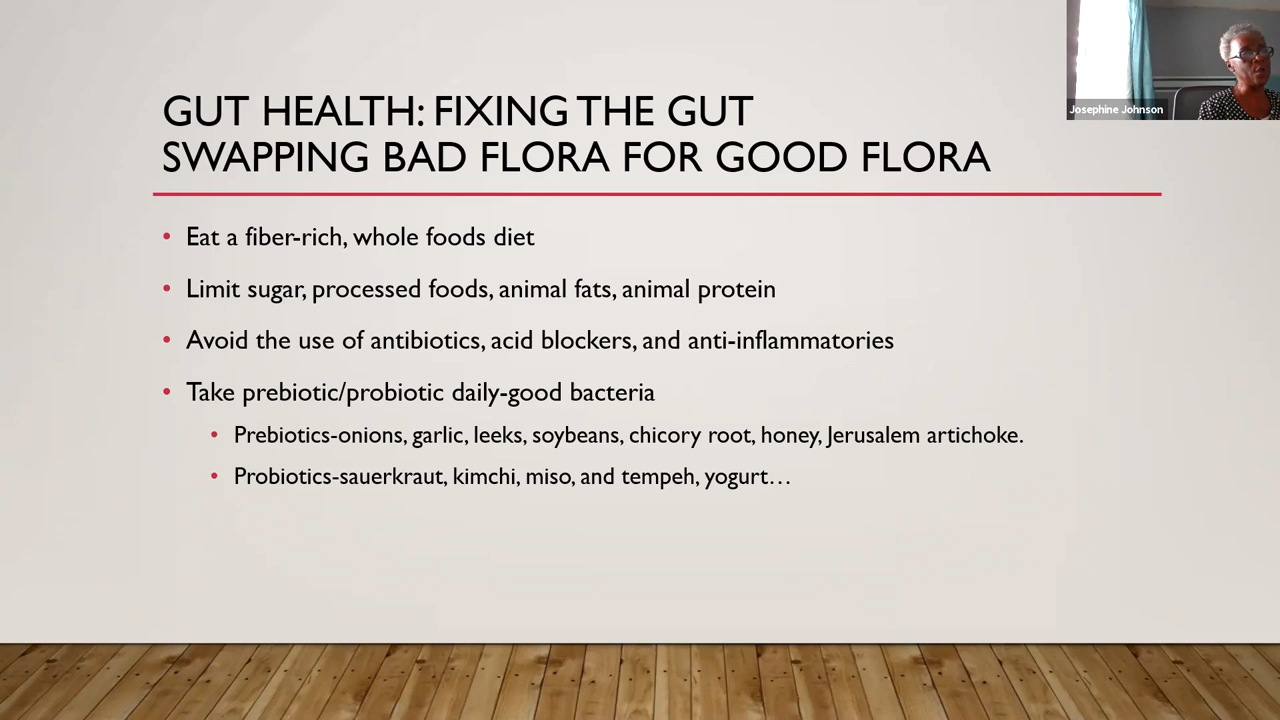 GUT HEALTH: FIXING THE GUT
SWAPPING BAD FLORA FOR GOOD FLORA
Josephine Johnson
• Eat a fiber-rich, whole foods diet
• Limit sugar, processed foods, animal fats, animal protein
• Avoid the use of antibiotics, acid blockers, and anti-inflammatories
• Take prebiotic/probiotic daily-good bacteria
• Prebiotics-onions, garlic, leeks, soybeans, chicory root, honey, Jerusalem artichoke.
• Probiotics-sauerkraut, kimchi, miso, and tempeh, yogurt…